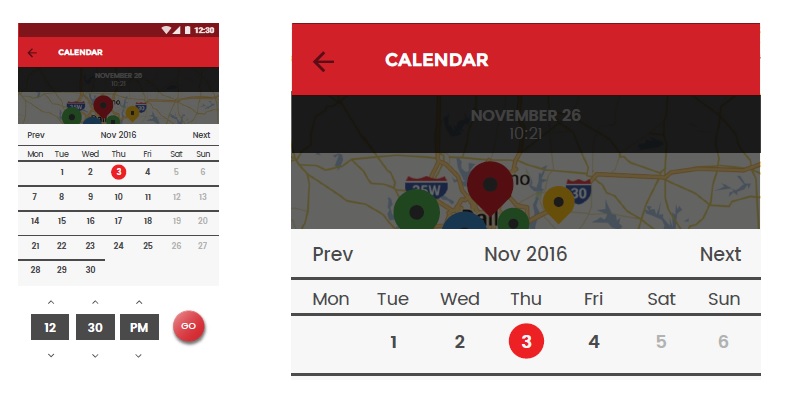 12:30
CALENDAR
NOVEMBER 26
10:21
35W
Prev Nov 2016 Next
Mon Tue Wed Thu Fri Sat Sun
1 2 3 4 5 6
7 8 9 10 11 12 13
14 15 16 17 18 19 20
21 22 23 24 25 26 27
28 29 30
12 30 PM GO
CALENDAR
NOVEMBER 26
10:21
35W 30
Prev Nov 2016 Next
Mon Tue Wed Thu Fri Sat Sun
1 2 3 4 5 6